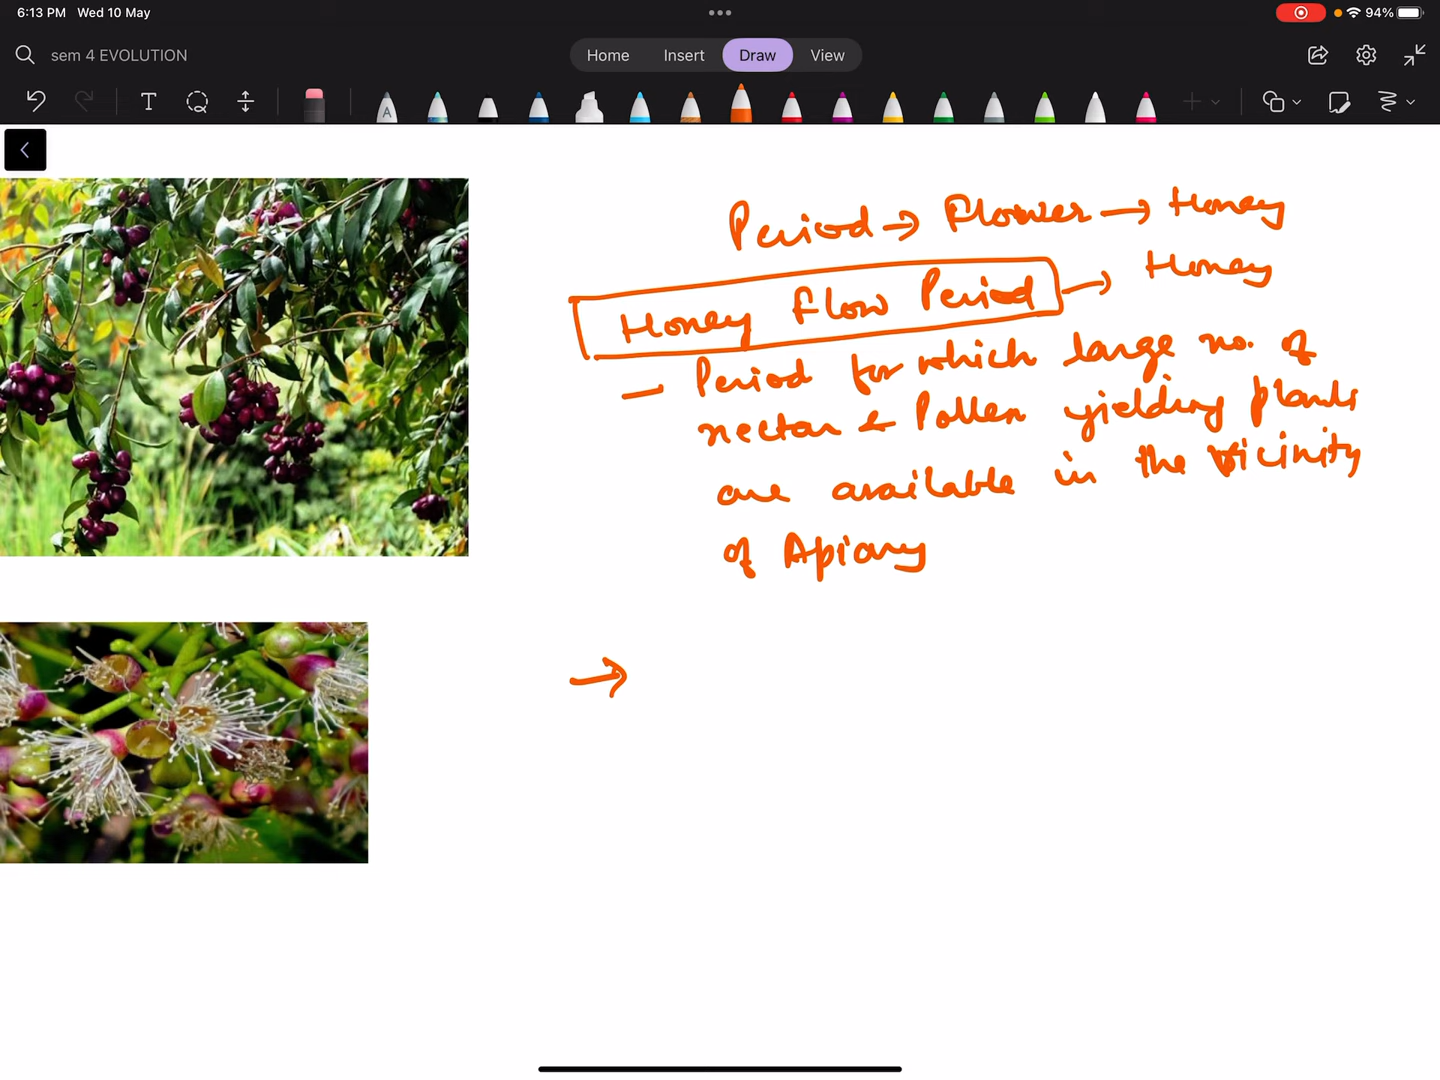 6:13 PM Wed 10 May
94%
sem 4 EVOLUTION
Home Insert Draw View
T
A
Period → Flower → Honey
Honey Flow Period → Honey
– Period for which large no. of
nectar & Pollen yielding plants
are available in the vicinity
of Apiary
→